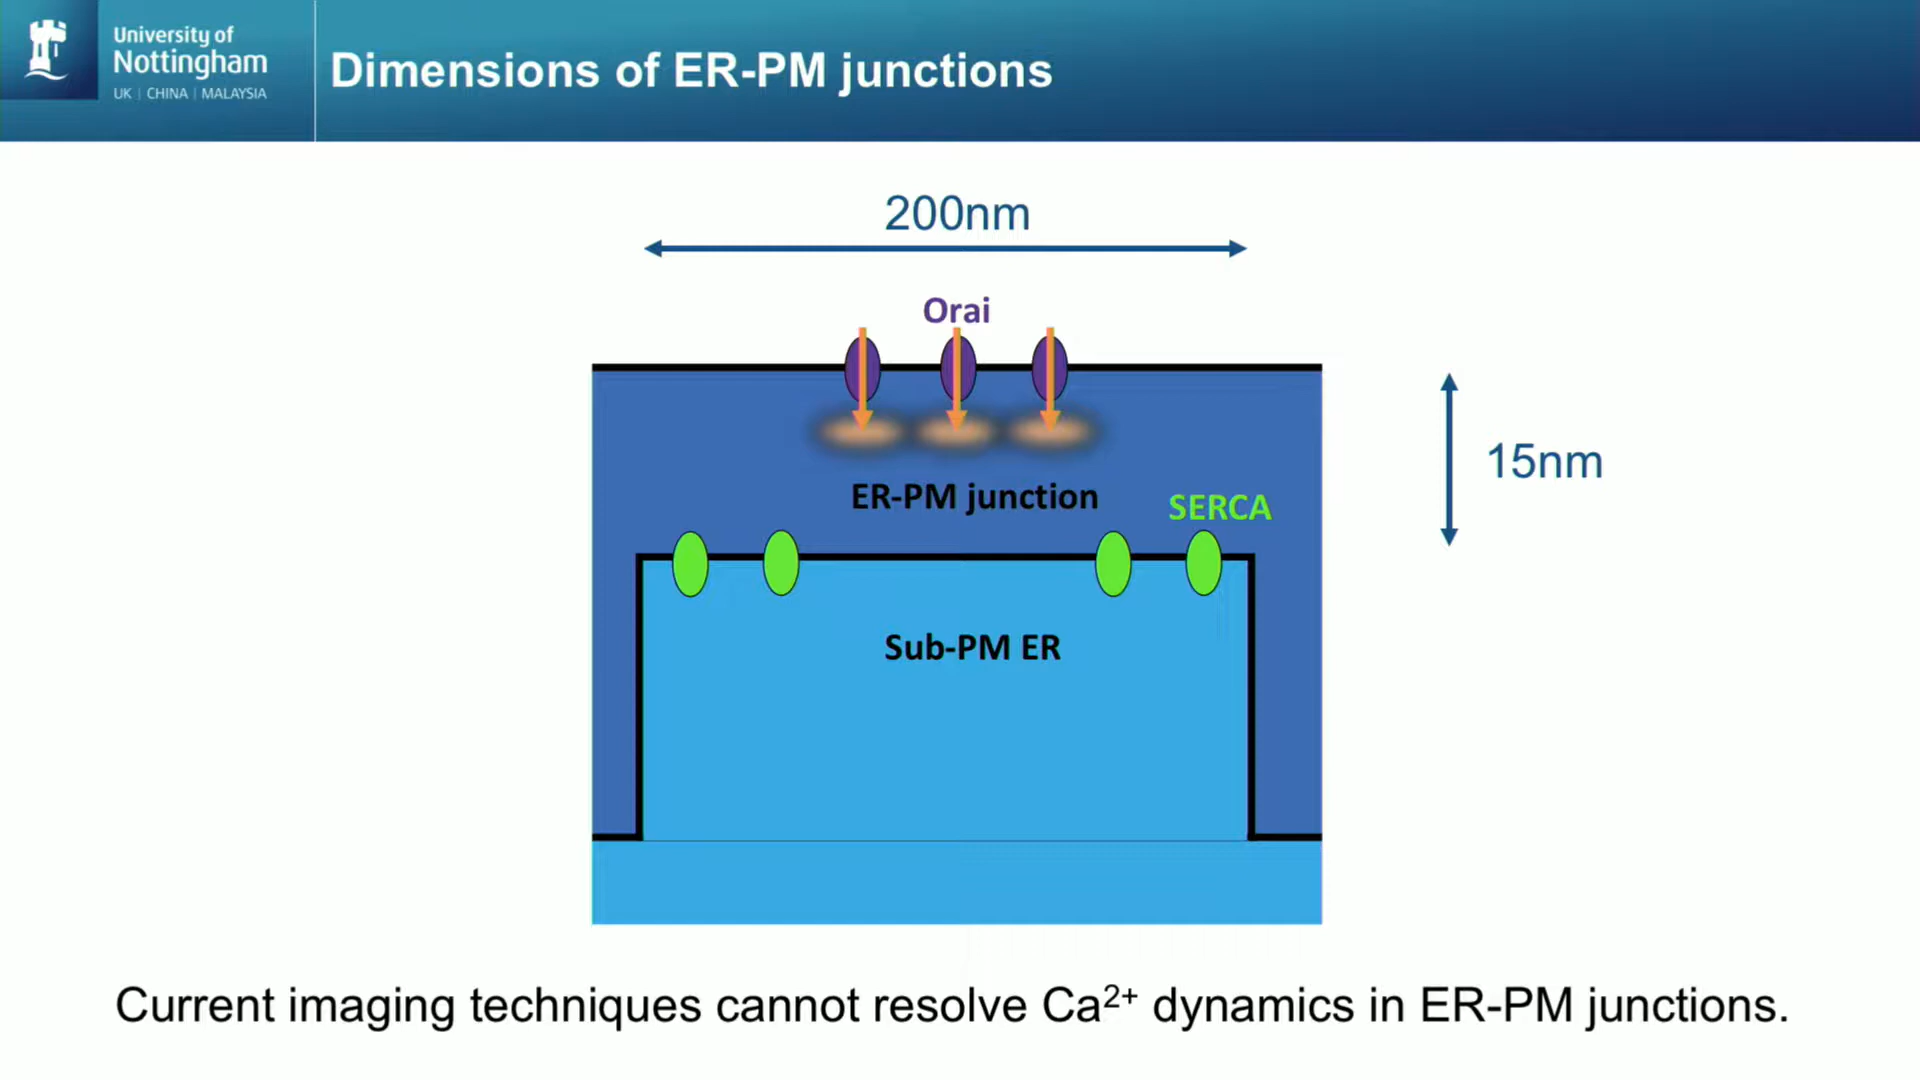 University of
Nottingham
UK | CHINA | MALAYSIA
Dimensions of ER-PM junctions
200nm
Orai
15nm
ER-PM junction
SERCA
Sub-PM ER
Current imaging techniques cannot resolve Ca²⁺ dynamics in ER-PM junctions.